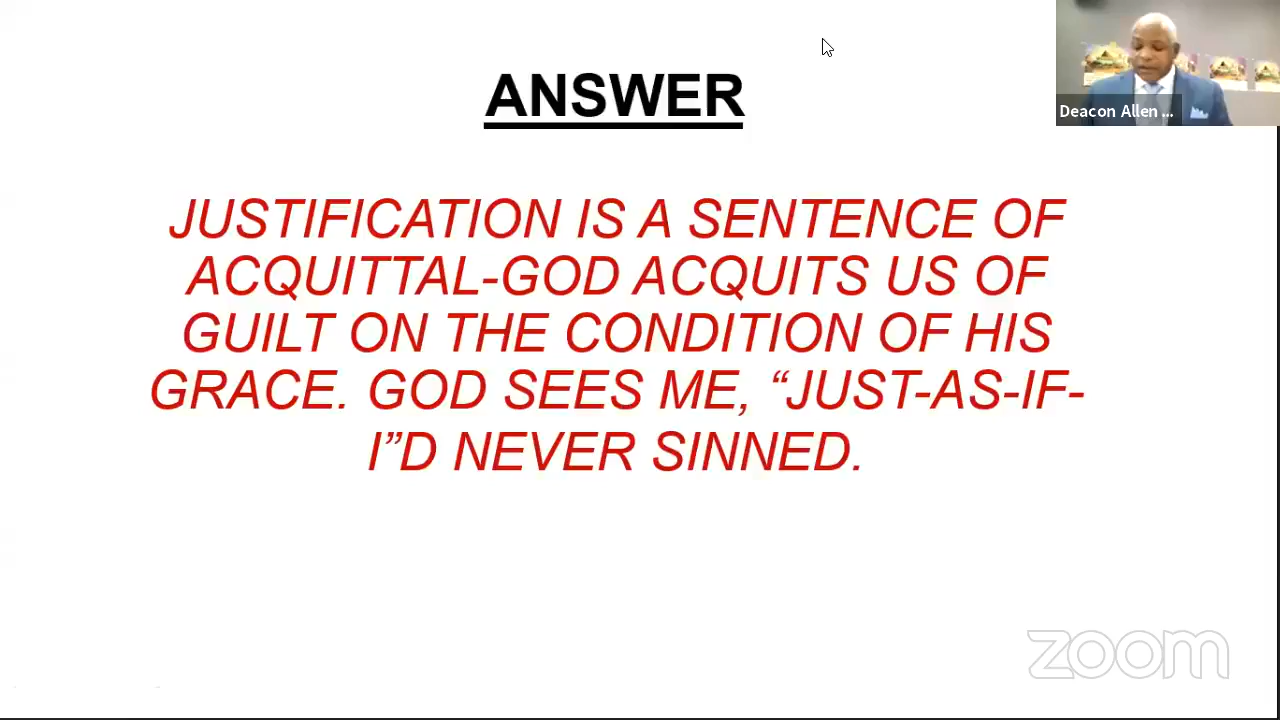 ANSWER
Deacon Allen ...
JUSTIFICATION IS A SENTENCE OF
ACQUITTAL-GOD ACQUITS US OF
GUILT ON THE CONDITION OF HIS
GRACE. GOD SEES ME, “JUST-AS-IF-
I”D NEVER SINNED.
zoom